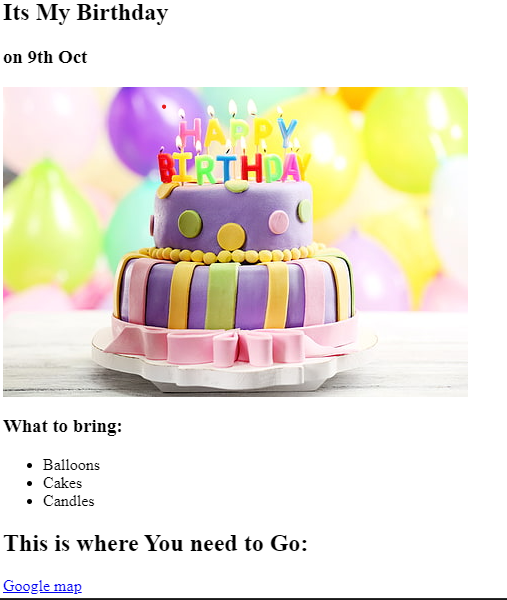 Its My Birthday
on 9th Oct
HAPPY
BIRTHDAY
What to bring:
Balloons
Cakes
Candles
This is where You need to Go:
Google map